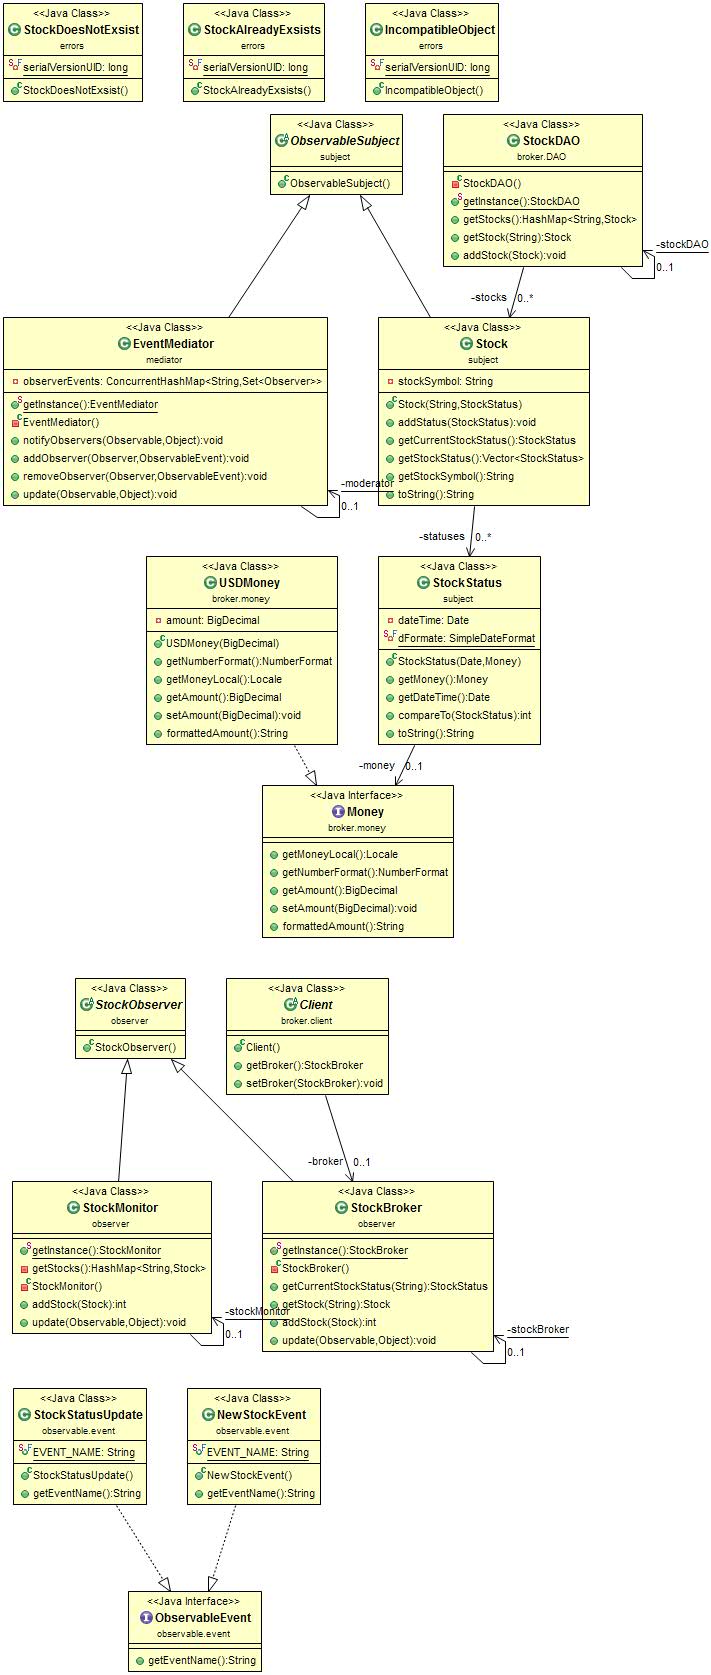 <<Java Class>>
StockDoesNotExsist
errors
serialVersionUID: long
StockDoesNotExsist()
<<Java Class>>
StockAlreadyExsists
errors
serialVersionUID: long
StockAlreadyExsists()
<<Java Class>>
IncompatibleObject
errors
serialVersionUID: long
IncompatibleObject()
<<Java Class>>
ObservableSubject
subject
ObservableSubject()
<<Java Class>>
StockDAO
broker.DAO
StockDAO()
getInstance():StockDAO
getStocks():HashMap<String,Stock>
getStock(String):Stock
addStock(Stock):void
-stockDAO
0..1
-stocks
0..*
<<Java Class>>
EventMediator
mediator
observerEvents: ConcurrentHashMap<String,Set<Observer>>
getInstance():EventMediator
EventMediator()
notifyObservers(Observable,Object):void
addObserver(Observer,ObservableEvent):void
removeObserver(Observer,ObservableEvent):void
update(Observable,Object):void
-moderator
0..1
<<Java Class>>
Stock
subject
stockSymbol: String
Stock(String,StockStatus)
addStatus(StockStatus):void
getCurrentStockStatus():StockStatus
getStockStatus():Vector<StockStatus>
getStockSymbol():String
toString():String
-statuses
0..*
<<Java Class>>
USDMoney
broker.money
amount: BigDecimal
USDMoney(BigDecimal)
getNumberFormat():NumberFormat
getMoneyLocal():Locale
getAmount():BigDecimal
setAmount(BigDecimal):void
formattedAmount():String
<<Java Class>>
StockStatus
subject
dateTime: Date
dFormate: SimpleDateFormat
StockStatus(Date,Money)
getMoney():Money
getDateTime():Date
compareTo(StockStatus):int
toString():String
-money
0..1
<<Java Interface>>
Money
broker.money
getMoneyLocal():Locale
getNumberFormat():NumberFormat
getAmount():BigDecimal
setAmount(BigDecimal):void
formattedAmount():String
<<Java Class>>
StockObserver
observer
StockObserver()
<<Java Class>>
Client
broker.client
Client()
getBroker():StockBroker
setBroker(StockBroker):void
-broker
0..1
<<Java Class>>
StockMonitor
observer
getInstance():StockMonitor
getStocks():HashMap<String,Stock>
StockMonitor()
addStock(Stock):int
update(Observable,Object):void
-stockMonitor
0..1
<<Java Class>>
StockBroker
observer
getInstance():StockBroker
StockBroker()
getCurrentStockStatus(String):StockStatus
getStock(String):Stock
addStock(Stock):int
update(Observable,Object):void
-stockBroker
0..1
<<Java Class>>
StockStatusUpdate
observable.event
EVENT_NAME: String
StockStatusUpdate()
getEventName():String
<<Java Class>>
NewStockEvent
observable.event
EVENT_NAME: String
NewStockEvent()
getEventName():String
<<Java Interface>>
ObservableEvent
observable.event
getEventName():String